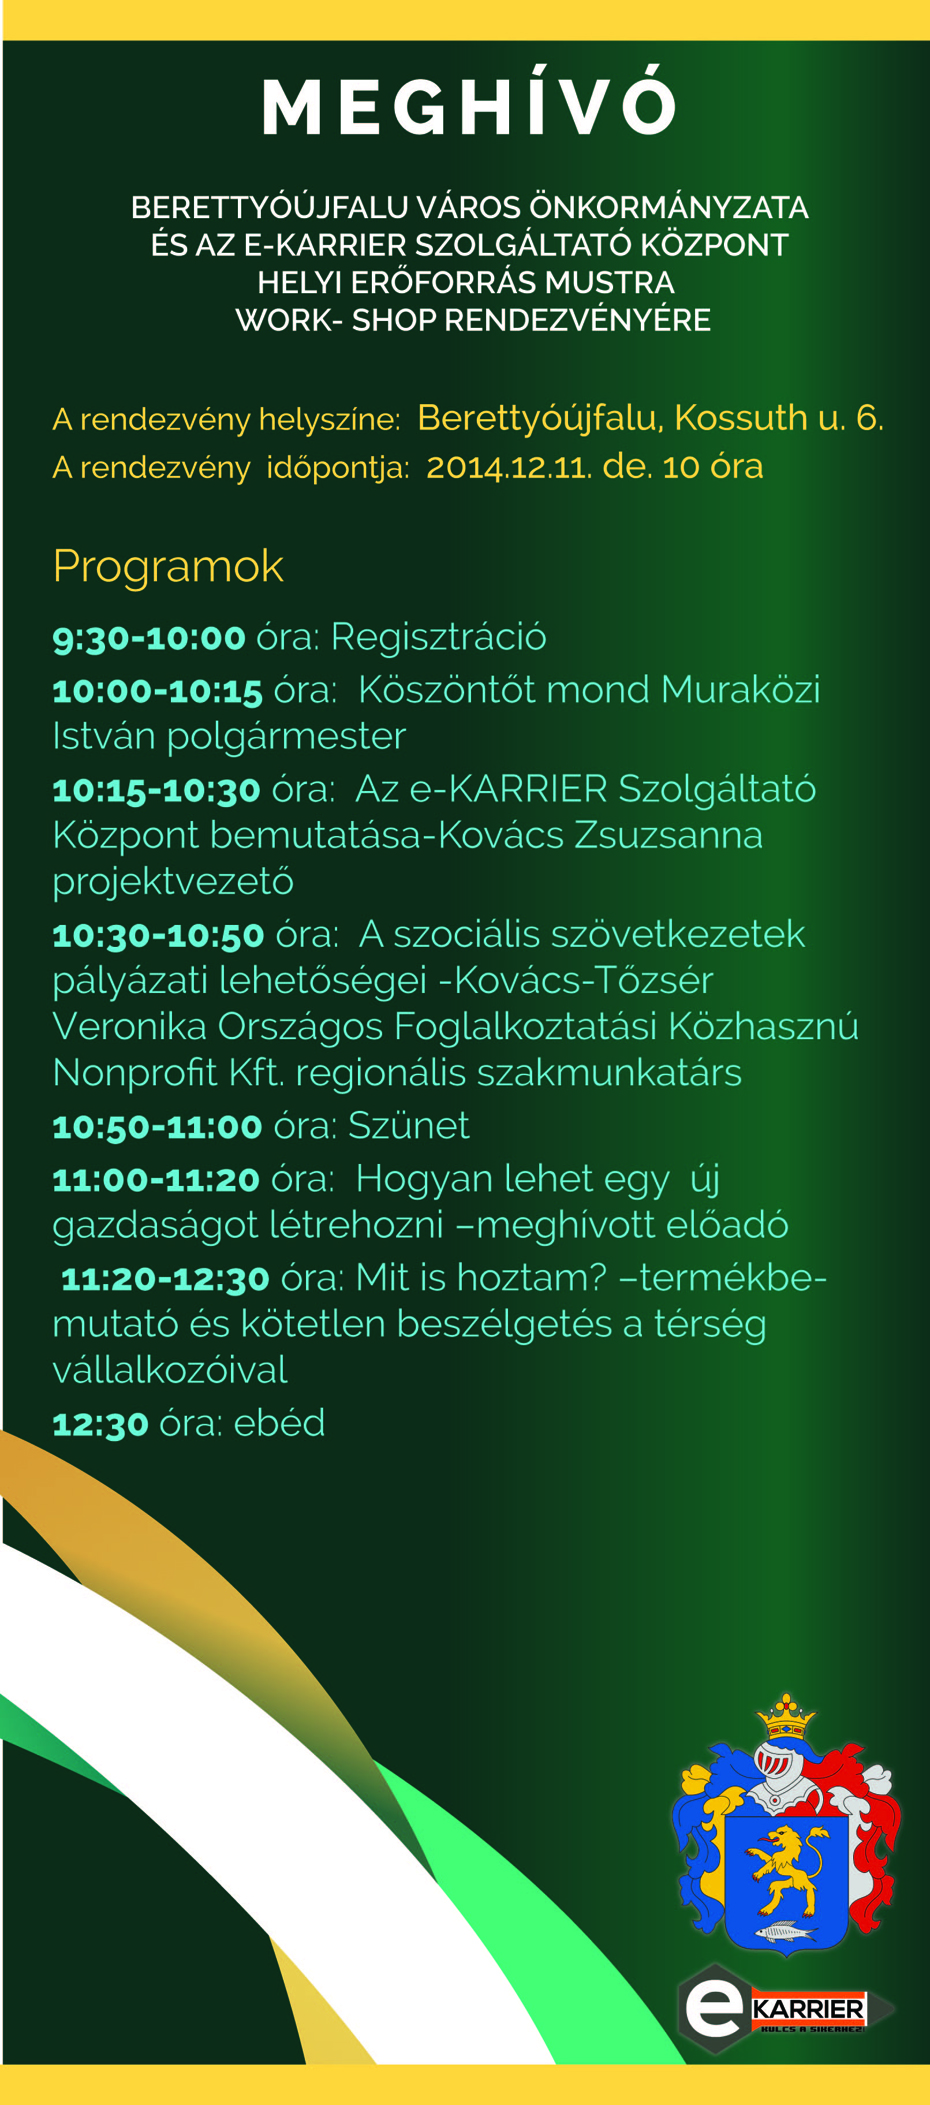 MEGHÍVÓ
BERETTYÓÚJFALU VÁROS ÖNKORMÁNYZATA
ÉS AZ E-KARRIER SZOLGÁLTATÓ KÖZPONT
HELYI ERŐFORRÁS MUSTRA
WORK- SHOP RENDEZVÉNYÉRE
A rendezvény helyszíne: Berettyóújfalu, Kossuth u. 6.
A rendezvény időpontja: 2014.12.11. de. 10 óra
Programok
9:30-10:00 óra: Regisztráció
10:00-10:15 óra: Köszöntőt mond Muraközi
István polgármester
10:15-10:30 óra: Az e-KARRIER Szolgáltató
Központ bemutatása-Kovács Zsuzsanna
projektvezető
10:30-10:50 óra: A szociális szövetkezetek
pályázati lehetőségei -Kovács-Tőzsér
Veronika Országos Foglalkoztatási Közhasznú
Nonprofit Kft. regionális szakmunkatárs
10:50-11:00 óra: Szünet
11:00-11:20 óra: Hogyan lehet egy új
gazdaságot létrehozni –meghívott előadó
11:20-12:30 óra: Mit is hoztam? –termékbe-
mutató és kötetlen beszélgetés a térség
vállalkozóival
12:30 óra: ebéd
e KARRIER
KULCS A SIKERHEZ!